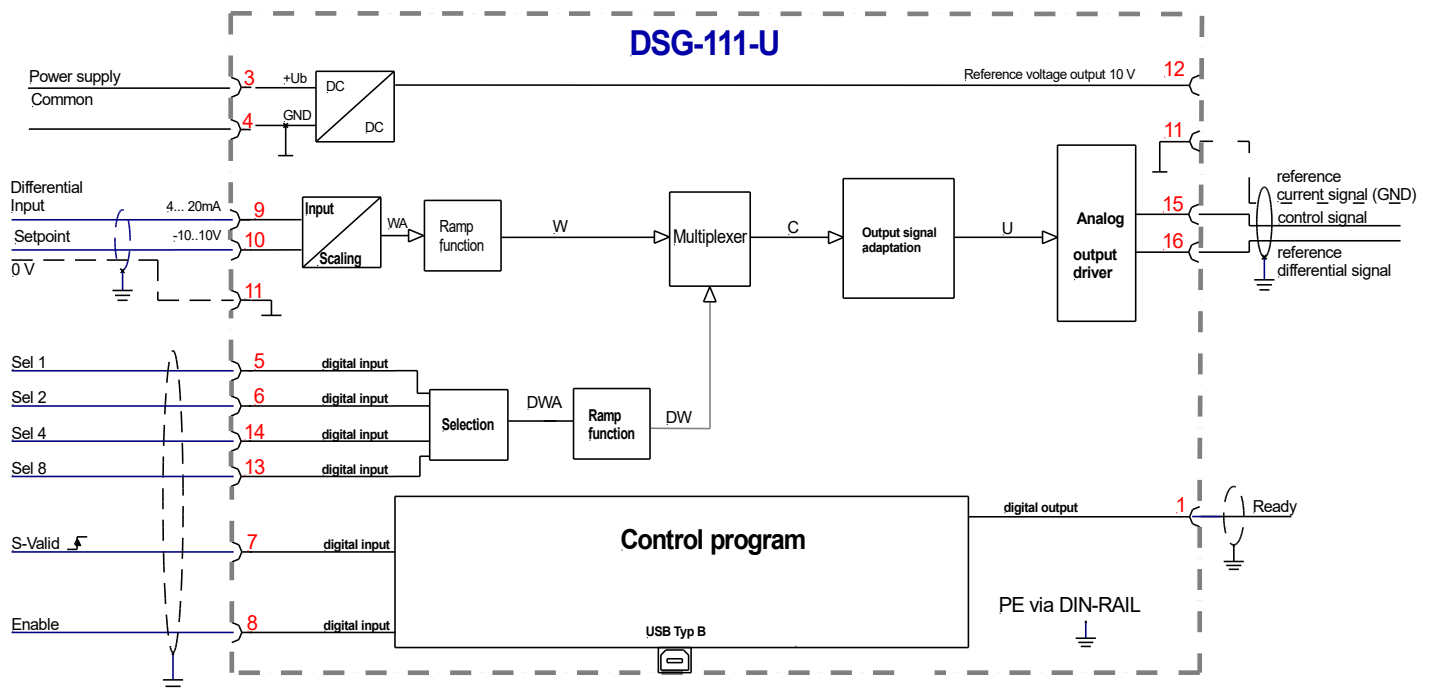 DSG-111-U
Power supply
3
+Ub
DC
DC
Reference voltage output 10 V
12
Common
4
GND
11
Differential
Input
4... 20mA
9
Setpoint
-10..10V
10
0 V
11
Input
Scaling
WA
Ramp
function
W
Multiplexer
C
Output signal
adaptation
U
Analog
output
driver
15
16
reference
current signal (GND)
control signal
reference
differential signal
Sel 1
5
digital input
Sel 2
6
digital input
Sel 4
14
digital input
Sel 8
13
digital input
Selection
DWA
Ramp
function
DW
S-Valid
7
digital input
Enable
8
digital input
Control program
USB Typ B
digital output
1
Ready
PE via DIN-RAIL